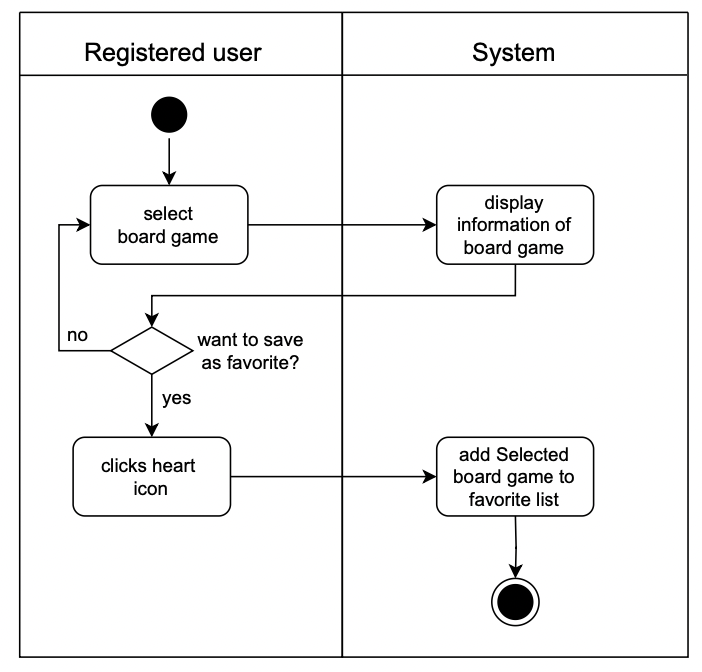 Registered user
System
select
board game
display
information of
board game
no
want to save
as favorite?
yes
clicks heart
icon
add Selected
board game to
favorite list